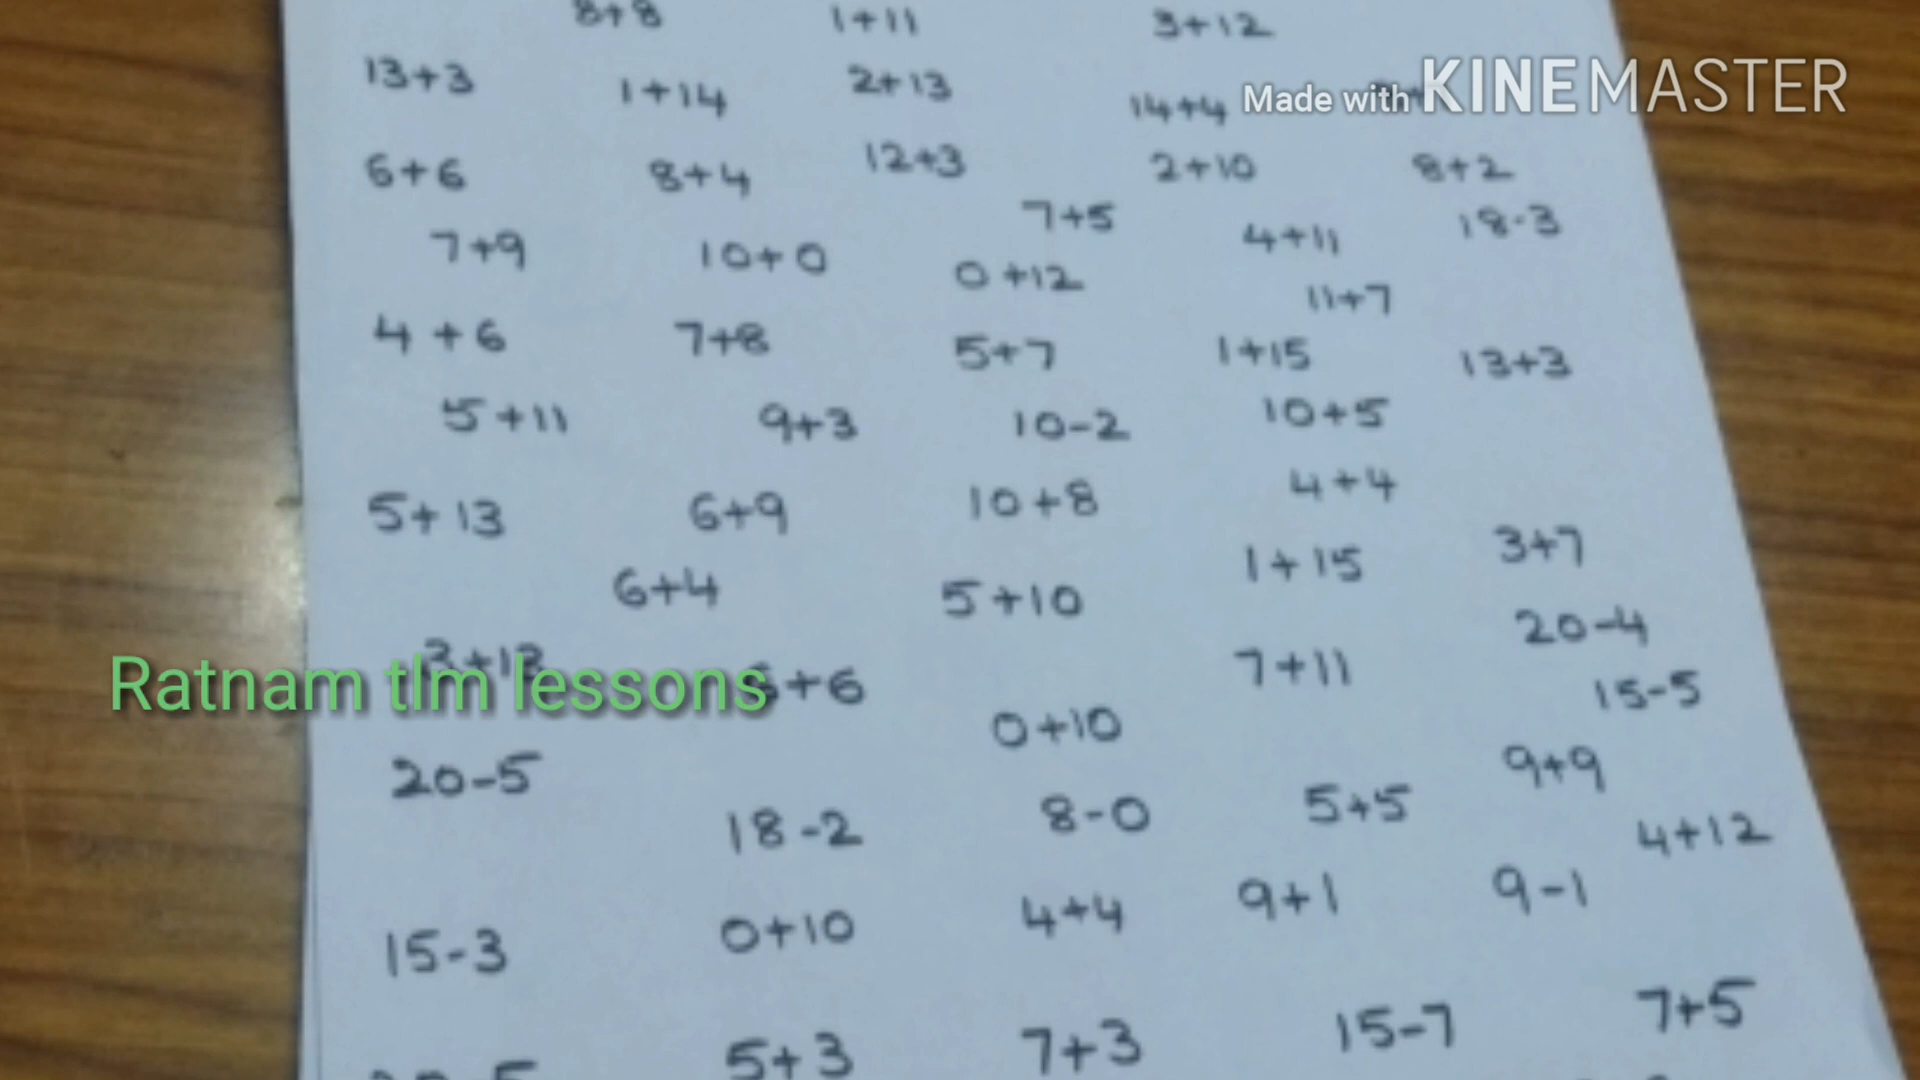 8+8 1+11 3+12
13+3 1+14 2+13 14+4
Made with KINEMASTER
6+6 8+4 12+3 2+10 8+2
7+9 10+0 7+5 4+11 18-3
0+12 11+7
4+6 7+8 5+7 1+15 13+3
5+11 9+3 10-2 10+5
5+13 6+9 10+8 4+4
6+4 5+10 1+15 3+7
20-4
Ratnam tlm lessons
7+11 15-5
0+10
20-5 9+9
18-2 8-0 5+5 4+12
15-3 0+10 4+4 9+1 9-1
5+3 7+3 15-7 7+5